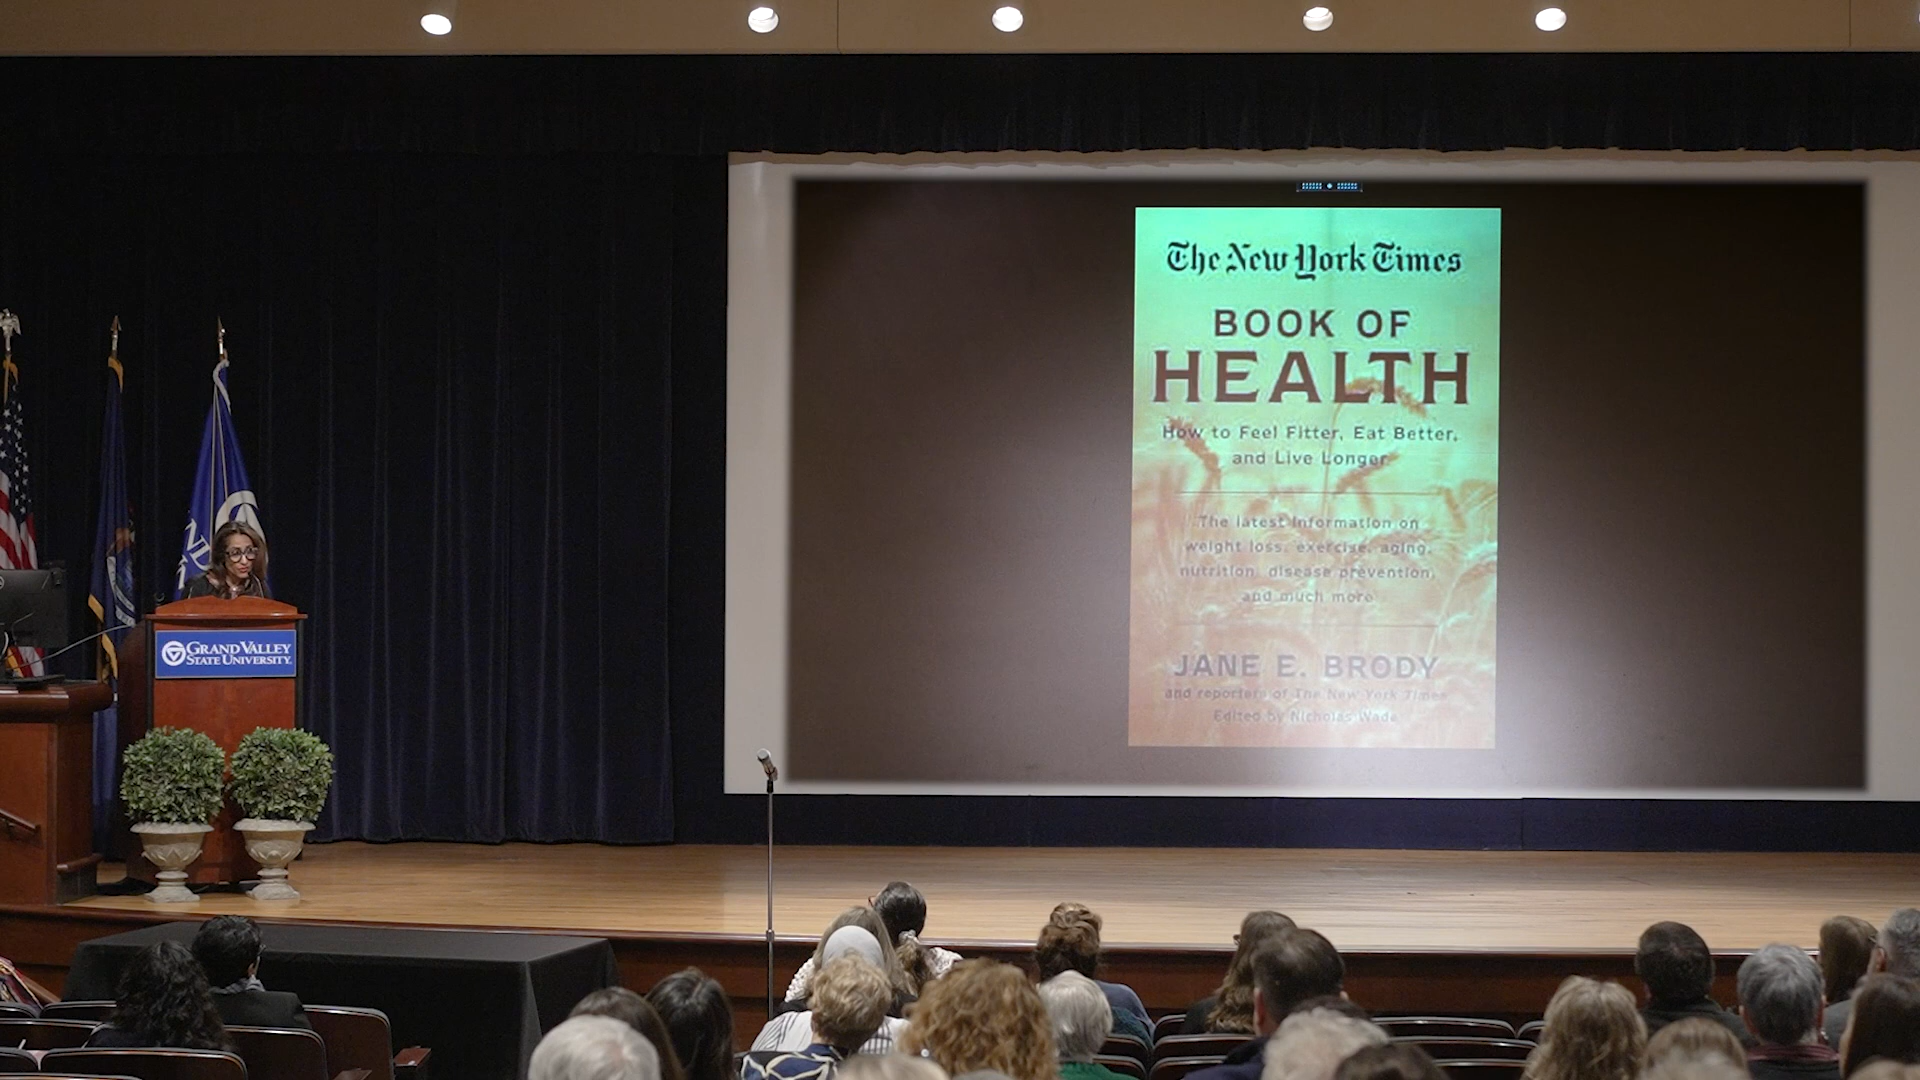 The New York Times
BOOK OF
HEALTH
How to Feel Fitter, Eat Better,
and Live Longer
The latest information on
weight loss, exercise, aging,
nutrition, disease prevention,
and much more
JANE E. BRODY
and reporters of The New York Times
Edited by Nicholas Wade
GRAND VALLEY
STATE UNIVERSITY.